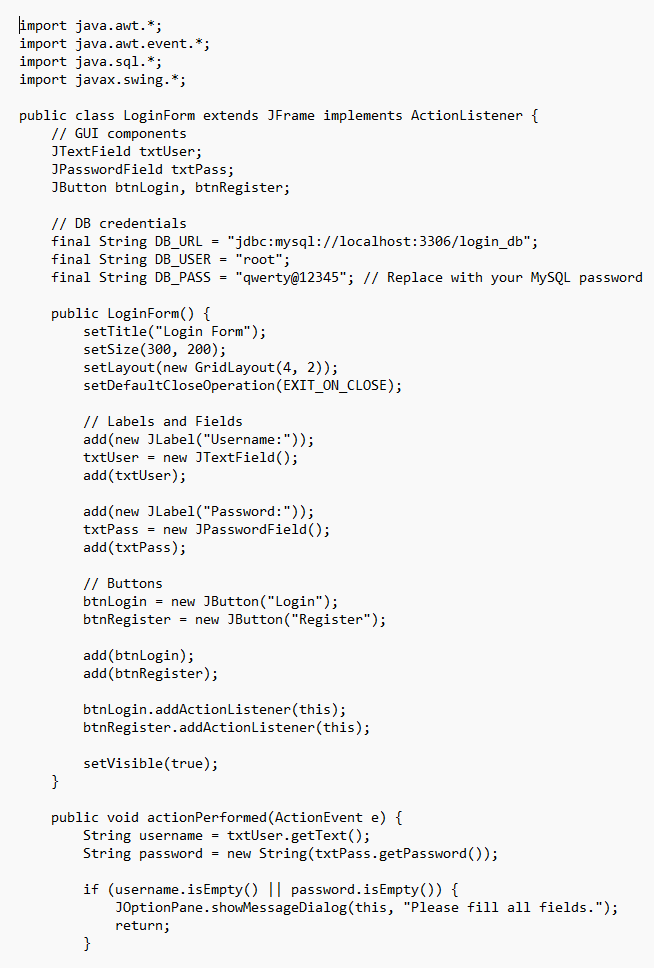 import java.awt.*;
import java.awt.event.*;
import java.sql.*;
import javax.swing.*;

public class LoginForm extends JFrame implements ActionListener {
    // GUI components
    JTextField txtUser;
    JPasswordField txtPass;
    JButton btnLogin, btnRegister;

    // DB credentials
    final String DB_URL = "jdbc:mysql://localhost:3306/login_db";
    final String DB_USER = "root";
    final String DB_PASS = "qwerty@12345"; // Replace with your MySQL password

    public LoginForm() {
        setTitle("Login Form");
        setSize(300, 200);
        setLayout(new GridLayout(4, 2));
        setDefaultCloseOperation(EXIT_ON_CLOSE);

        // Labels and Fields
        add(new JLabel("Username:"));
        txtUser = new JTextField();
        add(txtUser);

        add(new JLabel("Password:"));
        txtPass = new JPasswordField();
        add(txtPass);

        // Buttons
        btnLogin = new JButton("Login");
        btnRegister = new JButton("Register");

        add(btnLogin);
        add(btnRegister);

        btnLogin.addActionListener(this);
        btnRegister.addActionListener(this);

        setVisible(true);
    }

    public void actionPerformed(ActionEvent e) {
        String username = txtUser.getText();
        String password = new String(txtPass.getPassword());

        if (username.isEmpty() || password.isEmpty()) {
            JOptionPane.showMessageDialog(this, "Please fill all fields.");
            return;
        }